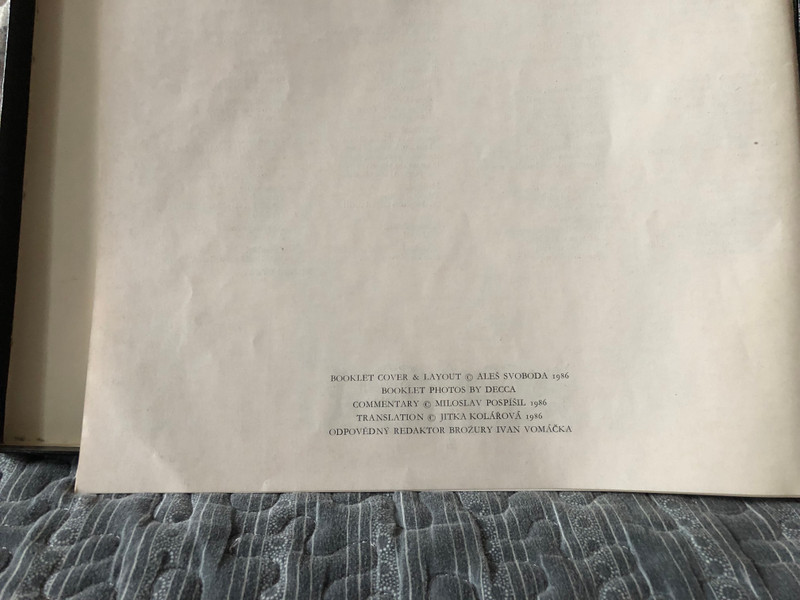 BOOKLET COVER & LAYOUT © ALEŠ SVOBODA 1986
BOOKLET PHOTOS BY DECCA
COMMENTARY © MILOSLAV POSPÍŠIL 1986
TRANSLATION © JITKA KOLÁŘOVÁ 1986
ODPOVĚDNÝ REDAKTOR BROŽURY IVAN VOMÁČKA